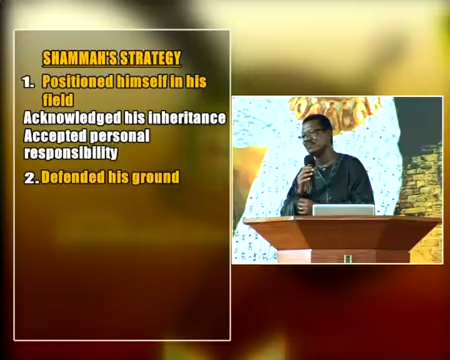 SHAMMAH'S STRATEGY
1. Positioned himself in his
field
Acknowledged his inheritance
Accepted personal
responsibility
2. Defended his ground